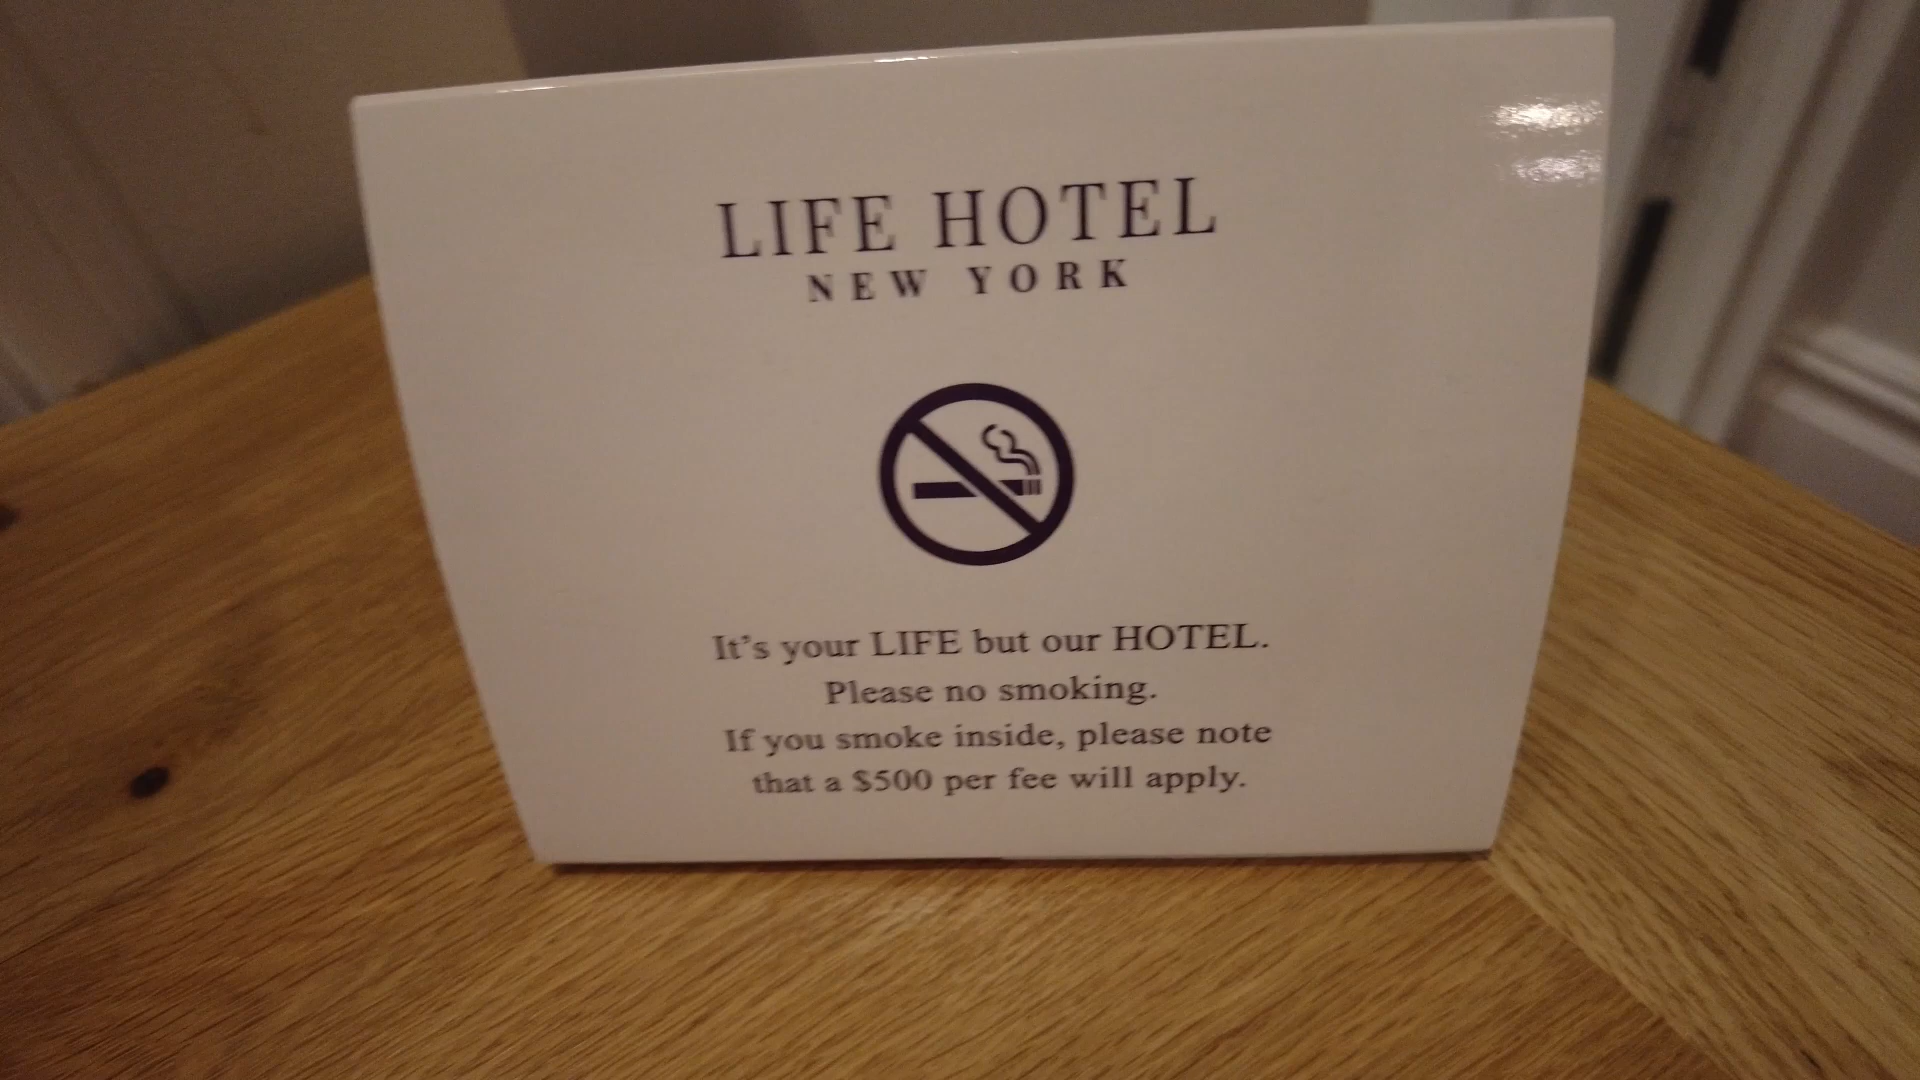 LIFE HOTEL
NEW YORK
It's your LIFE but our HOTEL.
Please no smoking.
If you smoke inside, please note
that a $500 per fee will apply.